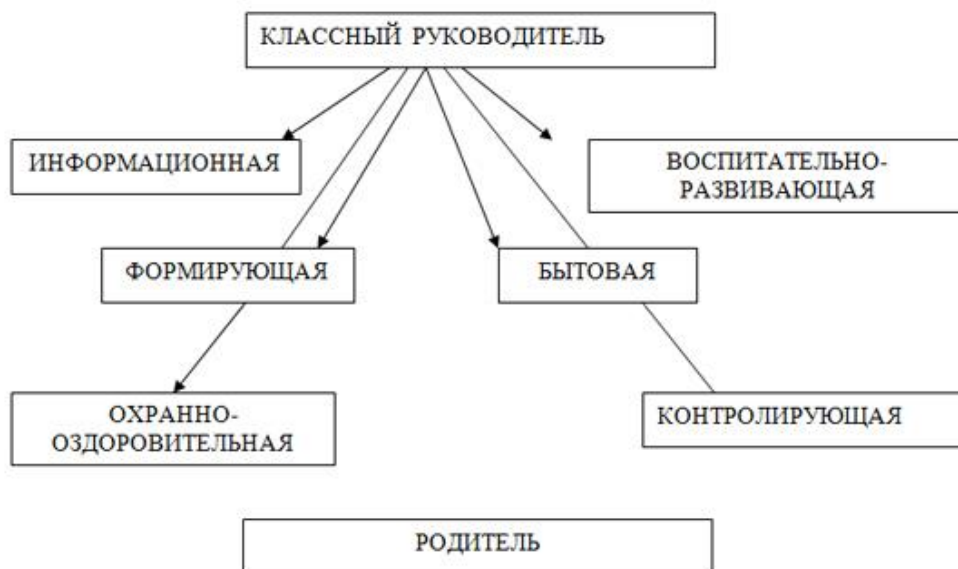 КЛАССНЫЙ РУКОВОДИТЕЛЬ
ИНФОРМАЦИОННАЯ
ВОСПИТАТЕЛЬНО-
РАЗВИВАЮЩАЯ
ФОРМИРУЮЩАЯ
БЫТОВАЯ
ОХРАННО-
ОЗДОРОВИТЕЛЬНАЯ
КОНТРОЛИРУЮЩАЯ
РОДИТЕЛЬ